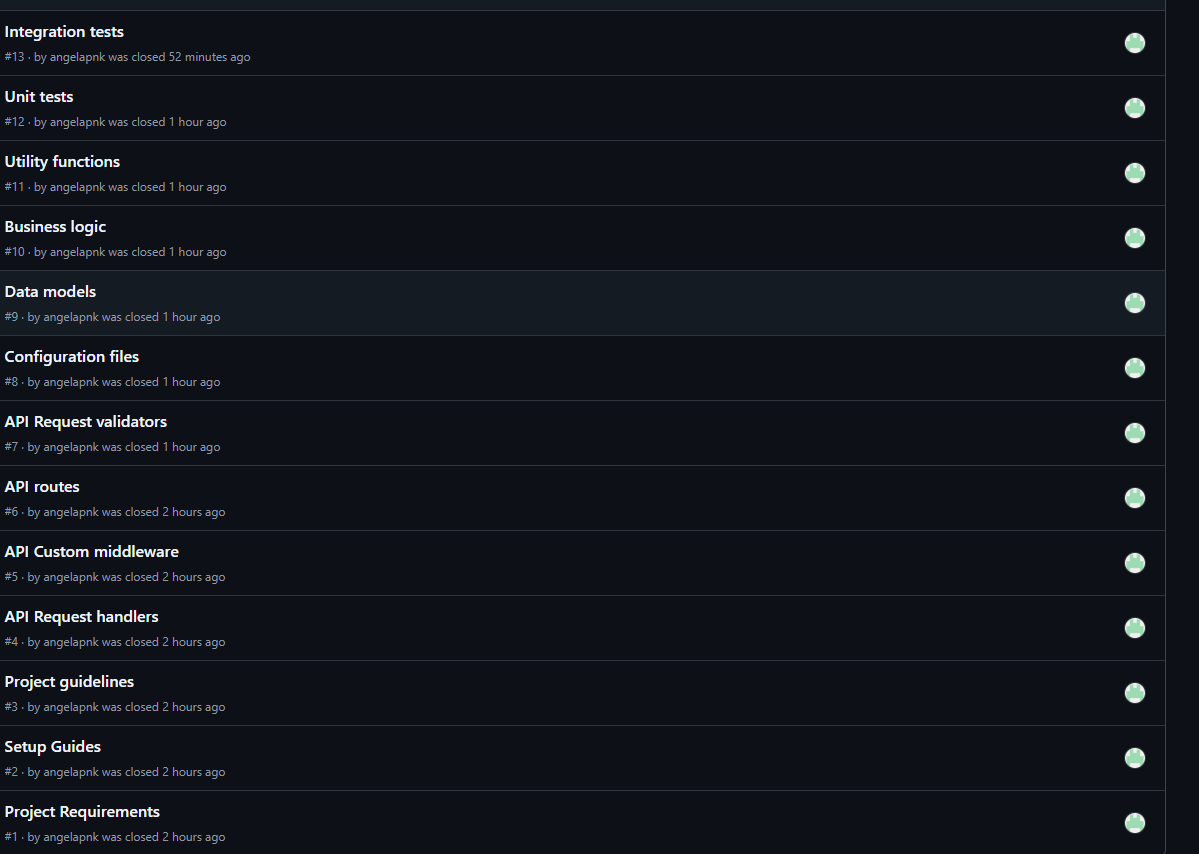 Integration tests
#13 · by angelapnk was closed 52 minutes ago
Unit tests
#12 · by angelapnk was closed 1 hour ago
Utility functions
#11 · by angelapnk was closed 1 hour ago
Business logic
#10 · by angelapnk was closed 1 hour ago
Data models
#9 · by angelapnk was closed 1 hour ago
Configuration files
#8 · by angelapnk was closed 1 hour ago
API Request validators
#7 · by angelapnk was closed 1 hour ago
API routes
#6 · by angelapnk was closed 2 hours ago
API Custom middleware
#5 · by angelapnk was closed 2 hours ago
API Request handlers
#4 · by angelapnk was closed 2 hours ago
Project guidelines
#3 · by angelapnk was closed 2 hours ago
Setup Guides
#2 · by angelapnk was closed 2 hours ago
Project Requirements
#1 · by angelapnk was closed 2 hours ago